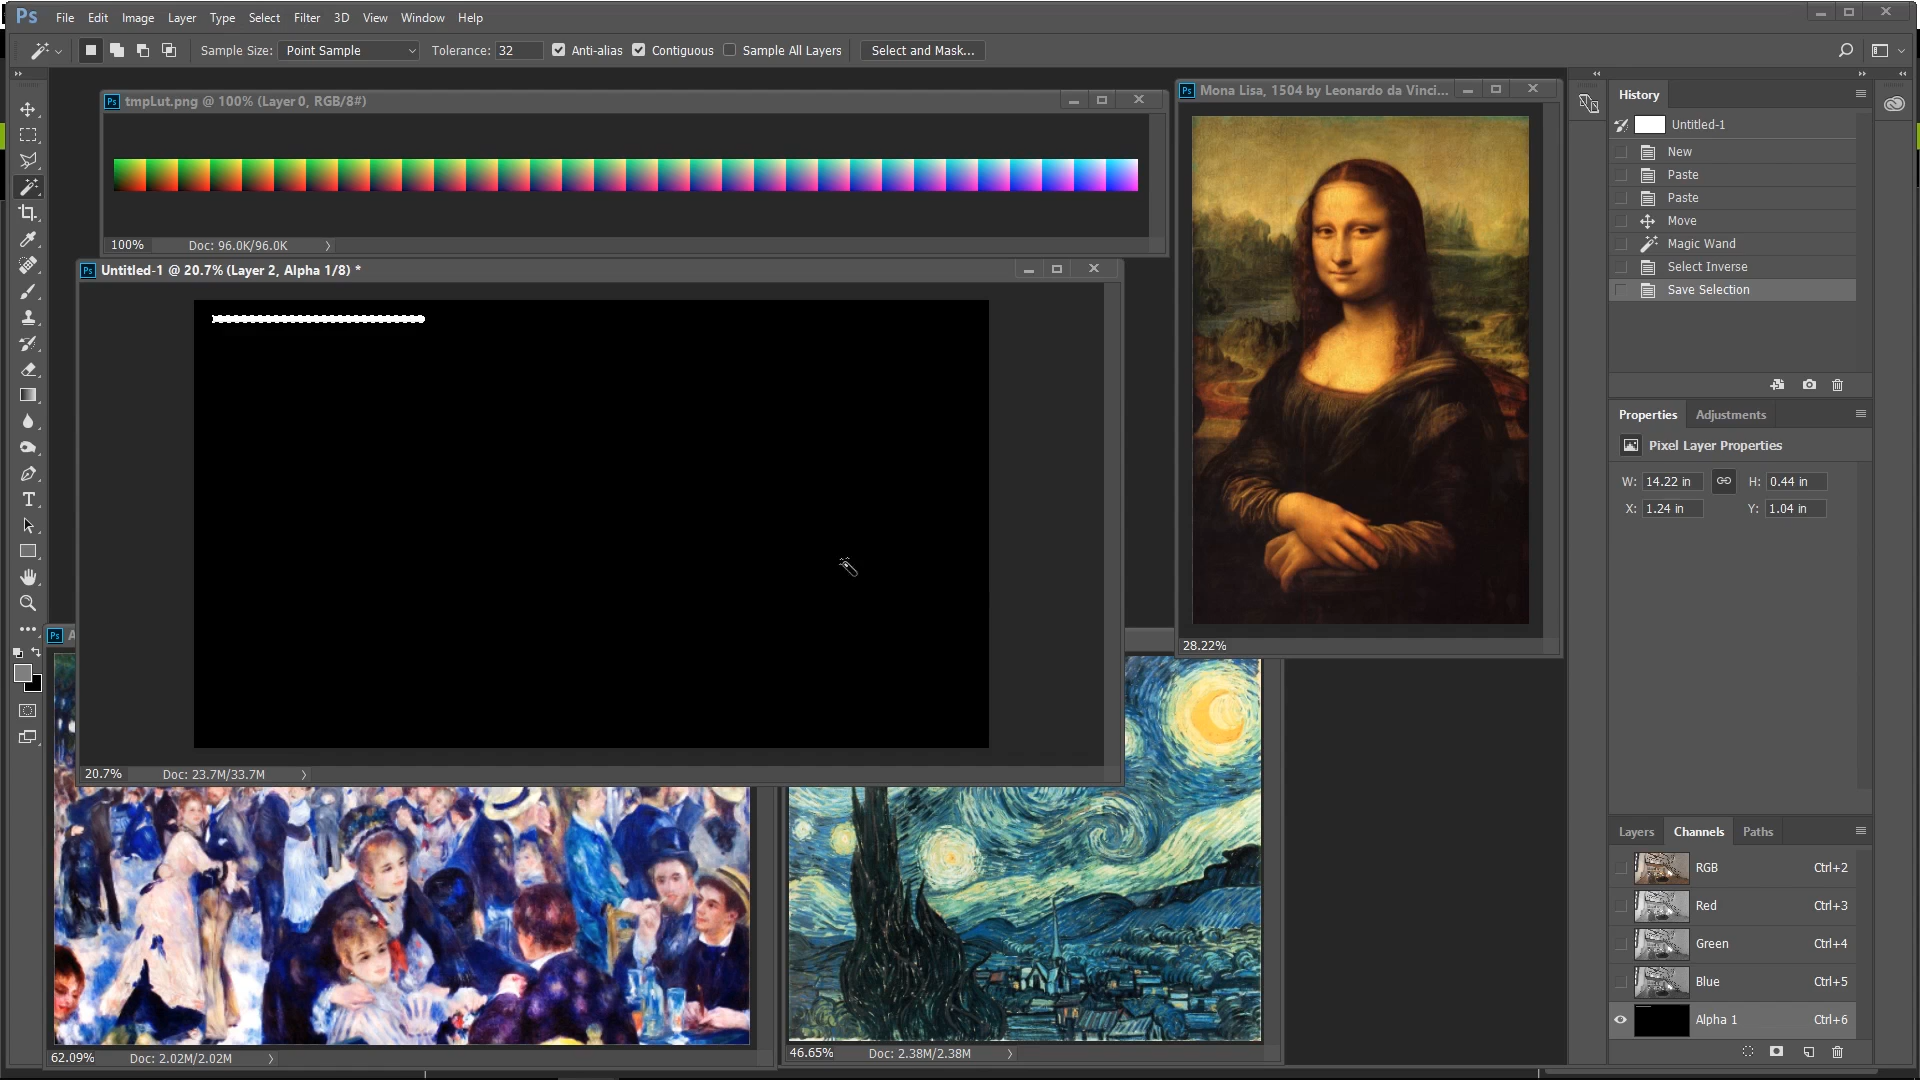 Ps File Edit Image Layer Type Select Filter 3D View Window Help
Sample Size: Point Sample Tolerance: 32 Anti-alias Contiguous Sample All Layers Select and Mask...
Ps tmpLut.png @ 100% (Layer 0, RGB/8#)
100% Doc: 96.0K/96.0K
Ps Untitled-1 @ 20.7% (Layer 2, Alpha 1/8) *
20.7% Doc: 23.7M/33.7M
Ps Mona Lisa, 1504 by Leonardo da Vinci...
28.22%
Ps A
62.09% Doc: 2.02M/2.02M
46.65% Doc: 2.38M/2.38M
History
Untitled-1
New
Paste
Paste
Move
Magic Wand
Select Inverse
Save Selection
Properties Adjustments
Pixel Layer Properties
W: 14.22 in H: 0.44 in
X: 1.24 in Y: 1.04 in
Layers Channels Paths
RGB Ctrl+2
Red Ctrl+3
Green Ctrl+4
Blue Ctrl+5
Alpha 1 Ctrl+6